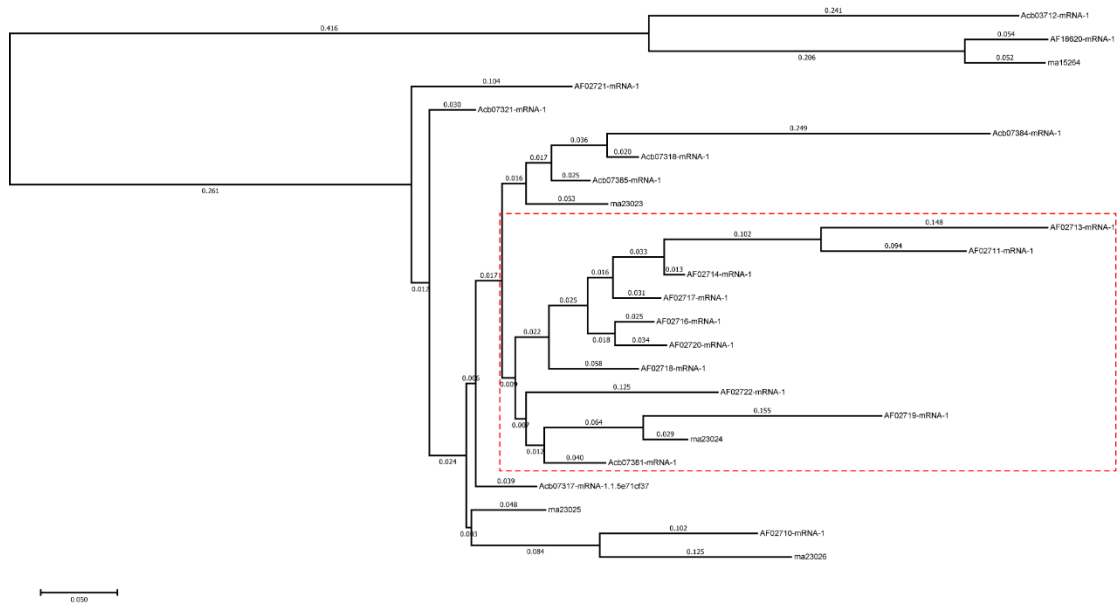 0.241
Acb03712-mRNA-1
0.416
0.054
AF18620-mRNA-1
0.206
0.052
rna15264
0.104
AF02721-mRNA-1
0.030
Acb07321-mRNA-1
0.249
Acb07384-mRNA-1
0.036
0.017
0.020
Acb07318-mRNA-1
0.016
0.025
Acb07385-mRNA-1
0.261
0.053
rna23023
0.148
AF02713-mRNA-1
0.102
0.094
AF02711-mRNA-1
0.033
0.016
0.013
AF02714-mRNA-1
0.017
0.012
0.031
AF02717-mRNA-1
0.025
0.025
AF02716-mRNA-1
0.022
0.018
0.034
AF02720-mRNA-1
0.058
AF02718-mRNA-1
0.006
0.009
0.125
AF02722-mRNA-1
0.155
AF02719-mRNA-1
0.007
0.064
0.029
rna23024
0.012
0.040
Acb07381-mRNA-1
0.024
0.039
Acb07317-mRNA-1.1.5e71cf37
0.048
rna23025
0.003
0.102
AF02710-mRNA-1
0.084
0.125
rna23026
0.050